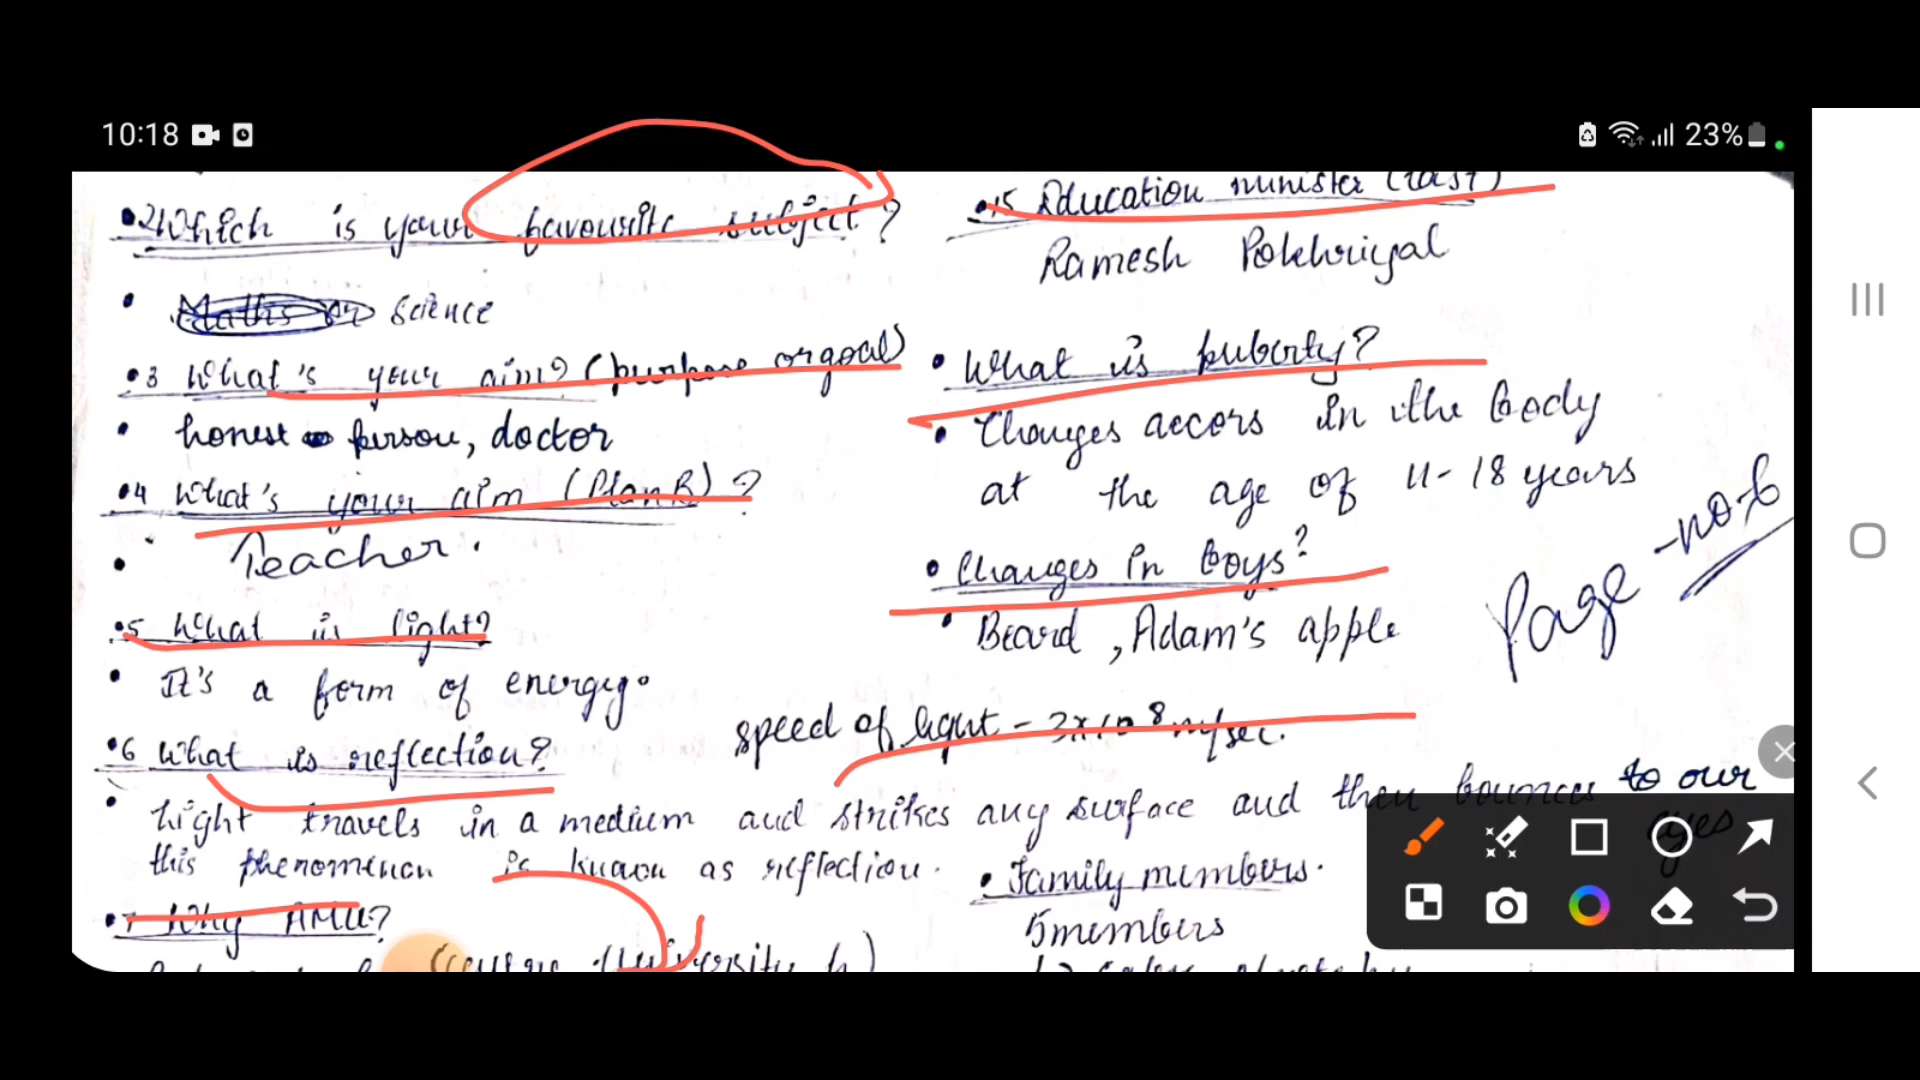 10:18
23%
•2 Which is your favourite subject?
• Science
•3 What's your aim? (purpose or goal)
• honest person, doctor
•4 What's your aim (Plan B)?
• Teacher.
•5 What is light?
• It's a form of energy.
•6 What is reflection?
• light travels in a medium and strikes any surface and then bounces to our eyes
this phenomenon is known as reflection.
•7 Why AMU?
•15 Education minister (last)
Ramesh Pokhriyal
• What is puberty?
• Changes accors in the body
at the age of 11-18 years
• Changes in boys?
• Beard, Adam's apple
Page-no 6
speed of light - 3x10 8 m/sec.
• Family members.
5 members